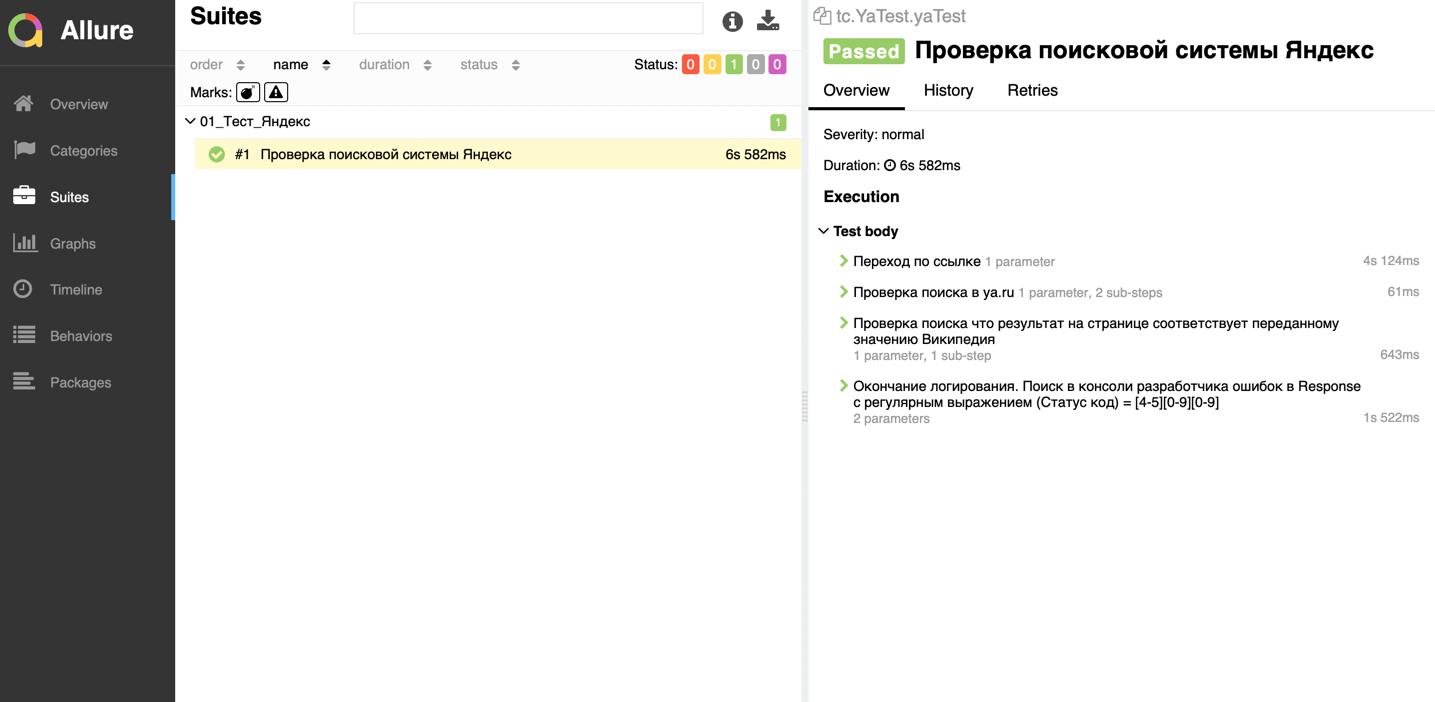 Allure
Overview
Categories
Suites
Graphs
Timeline
Behaviors
Packages
Suites
order name duration status Status: 0 0 1 0 0
Marks:
01_Тест_Яндекс 1
#1 Проверка поисковой системы Яндекс 6s 582ms
tc.YaTest.yaTest
Passed Проверка поисковой системы Яндекс
Overview History Retries
Severity: normal
Duration: 6s 582ms
Execution
Test body
Переход по ссылке 1 parameter 4s 124ms
Проверка поиска в ya.ru 1 parameter, 2 sub-steps 61ms
Проверка поиска что результат на странице соответствует переданному
значению Википедия
1 parameter, 1 sub-step 643ms
Окончание логирования. Поиск в консоли разработчика ошибок в Response
с регулярным выражением (Статус код) = [4-5][0-9][0-9]
2 parameters 1s 522ms